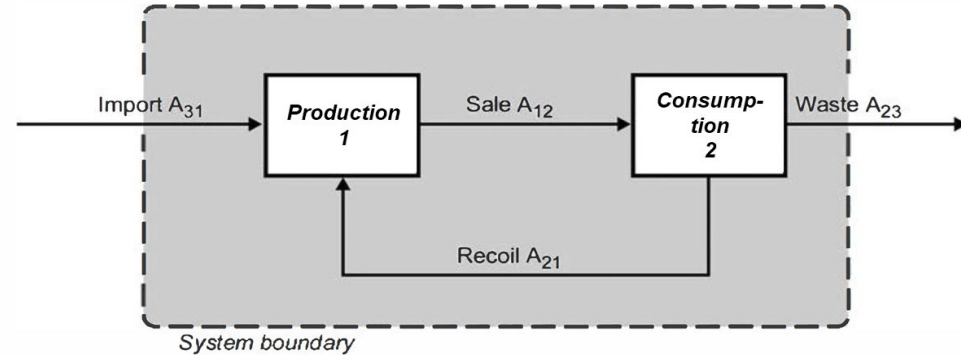 Import A31
Production
1
Sale A12
Consump-
tion
2
Waste A23
Recoil A21
System boundary